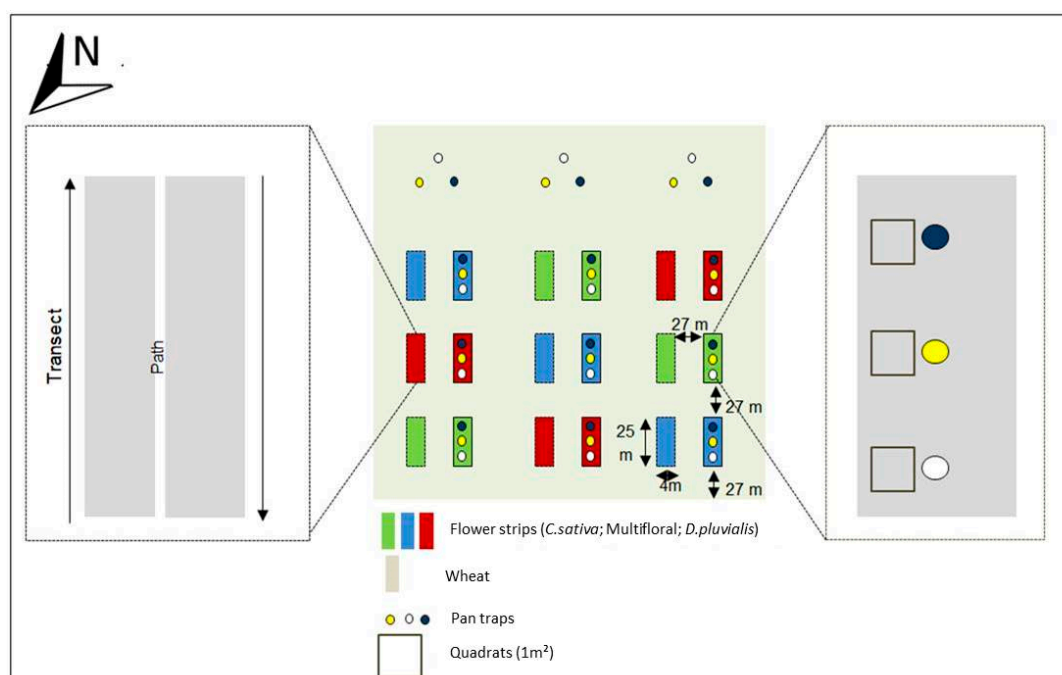 N
Transect
Path
27 m
27 m
25
m
4m
27 m
Flower strips (C.sativa; Multifloral; D.pluvialis)
Wheat
Pan traps
Quadrats (1m²)